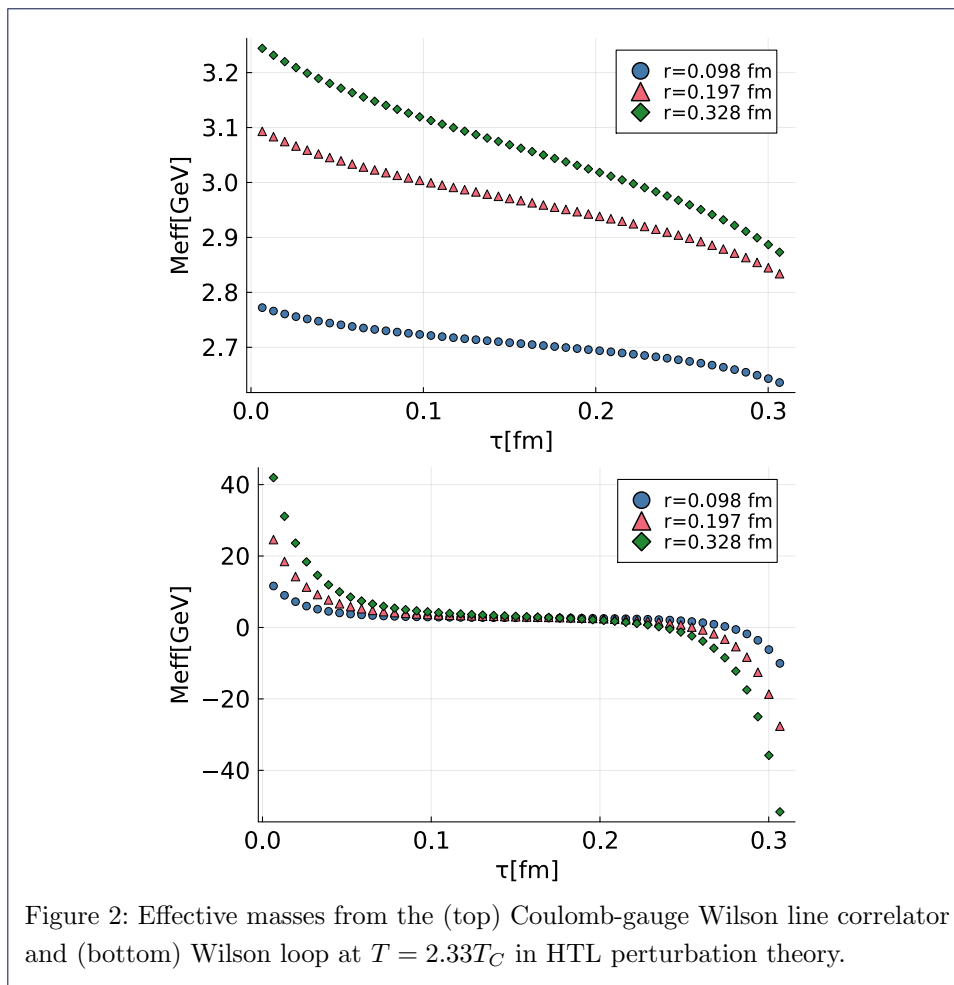 3.2
3.1
3.0
2.9
2.8
2.7
Meff[GeV]
r=0.098 fm
r=0.197 fm
r=0.328 fm
0.0 0.1 0.2 0.3
τ[fm]
40
20
0
−20
−40
Meff[GeV]
r=0.098 fm
r=0.197 fm
r=0.328 fm
0.0 0.1 0.2 0.3
τ[fm]
Figure 2: Effective masses from the (top) Coulomb-gauge Wilson line correlator
and (bottom) Wilson loop at T = 2.33T_C in HTL perturbation theory.